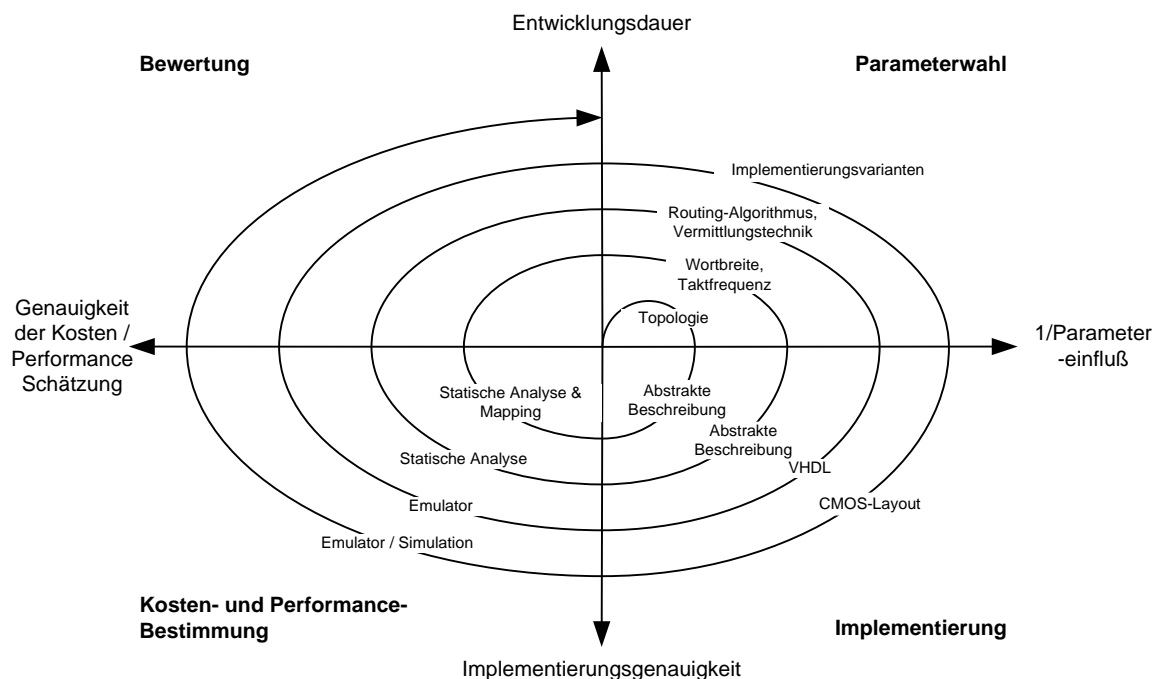 Entwicklungsdauer
Bewertung
Parameterwahl
Implementierungsvarianten
Routing-Algorithmus,
Vermittlungstechnik
Wortbreite,
Taktfrequenz
Topologie
Genauigkeit
der Kosten /
Performance
Schätzung
1/Parameter
-einfluß
Statische Analyse &
Mapping
Abstrakte
Beschreibung
Abstrakte
Beschreibung
Statische Analyse
VHDL
Emulator
CMOS-Layout
Emulator / Simulation
Kosten- und Performance-
Bestimmung
Implementierung
Implementierungsgenauigkeit